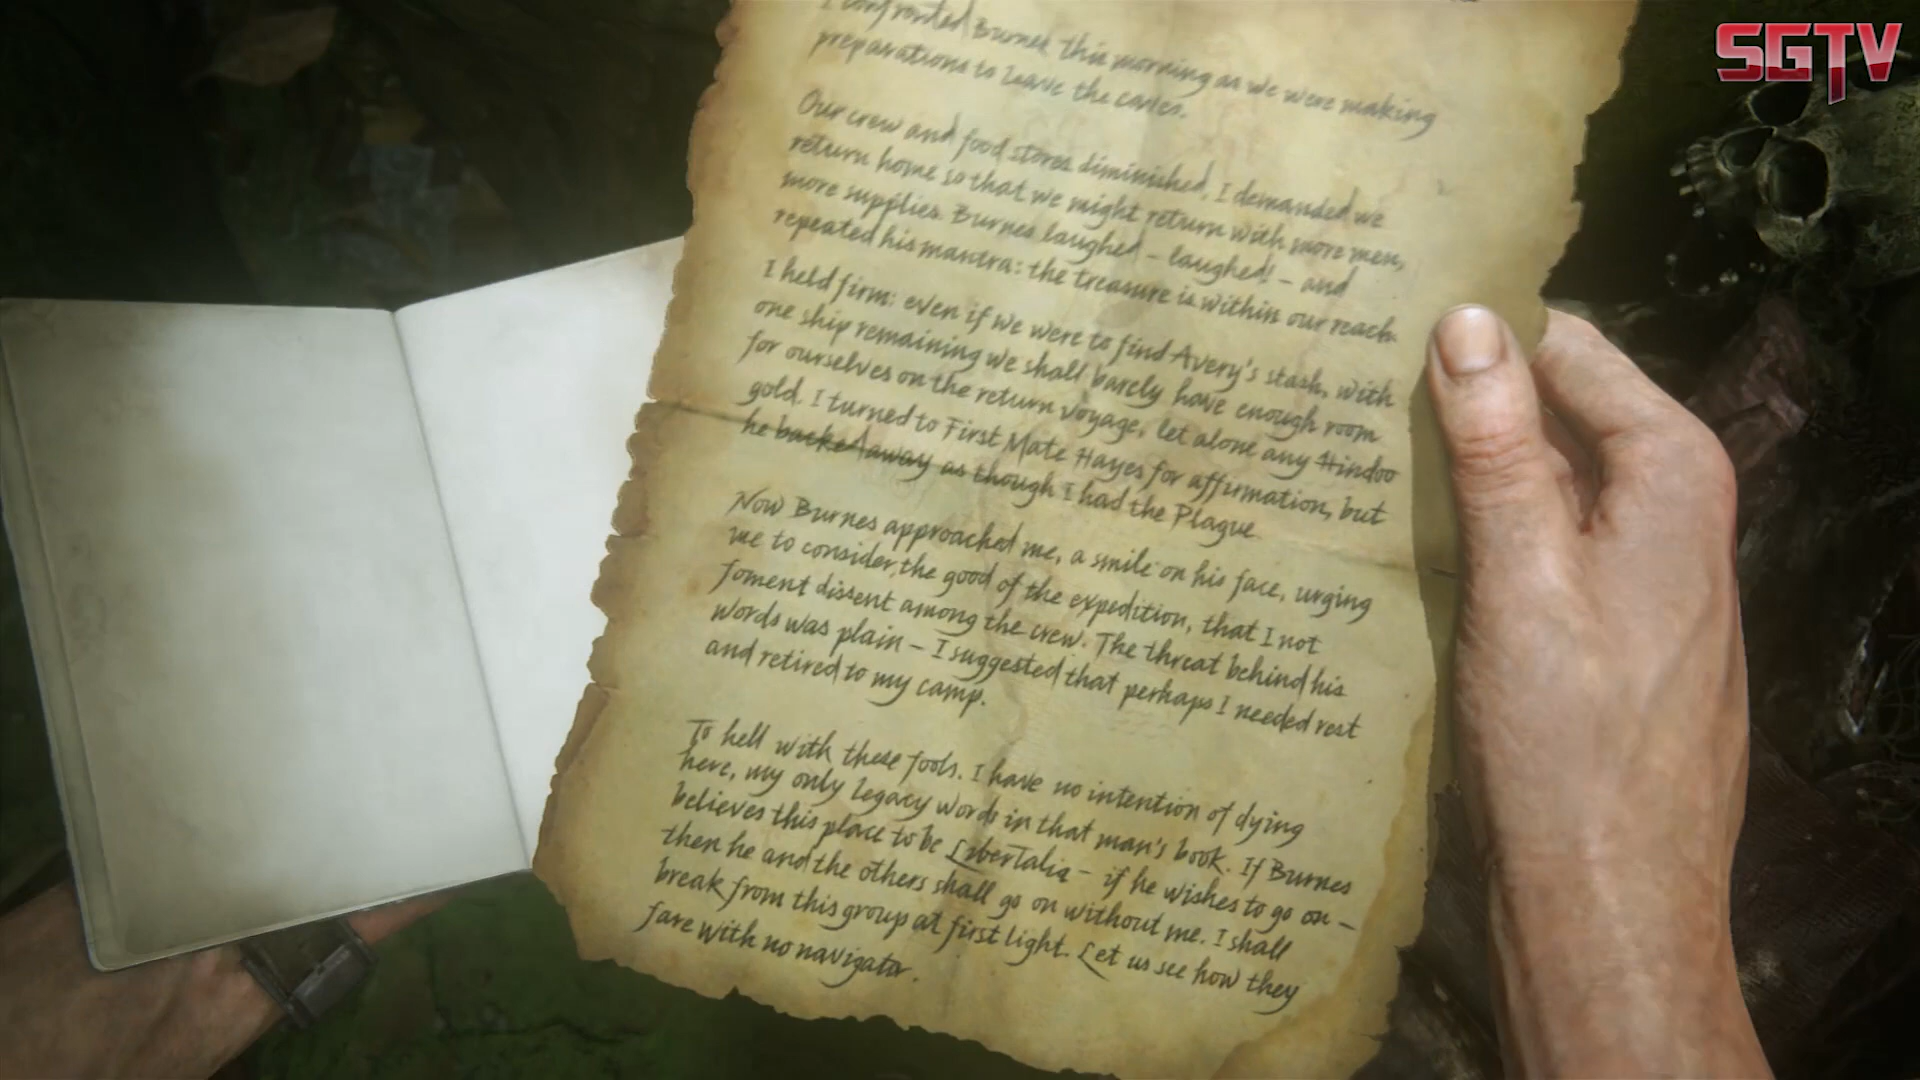 I confronted Burnes this morning as we were making
preparations to leave the caves.
Our crew and food stores diminished, I demanded we
return home so that we might return with more men,
more supplies. Burnes laughed – laughed! – and
repeated his mantra: the treasure is within our reach.
I held firm: even if we were to find Avery's stash, with
one ship remaining we shall barely have enough room
for ourselves on the return voyage, let alone any Hindoo
gold. I turned to First Mate Hayes for affirmation, but
he backed away as though I had the Plague.
Now Burnes approached me, a smile on his face, urging
me to consider the good of the expedition, that I not
foment dissent among the crew. The threat behind his
words was plain – I suggested that perhaps I needed rest
and retired to my camp.
To hell with these fools. I have no intention of dying
here, my only legacy words in that man's book. If Burnes
believes this place to be Libertalia – if he wishes to go on –
then he and the others shall go on without me. I shall
break from this group at first light. Let us see how they
fare with no navigator.
SGTV